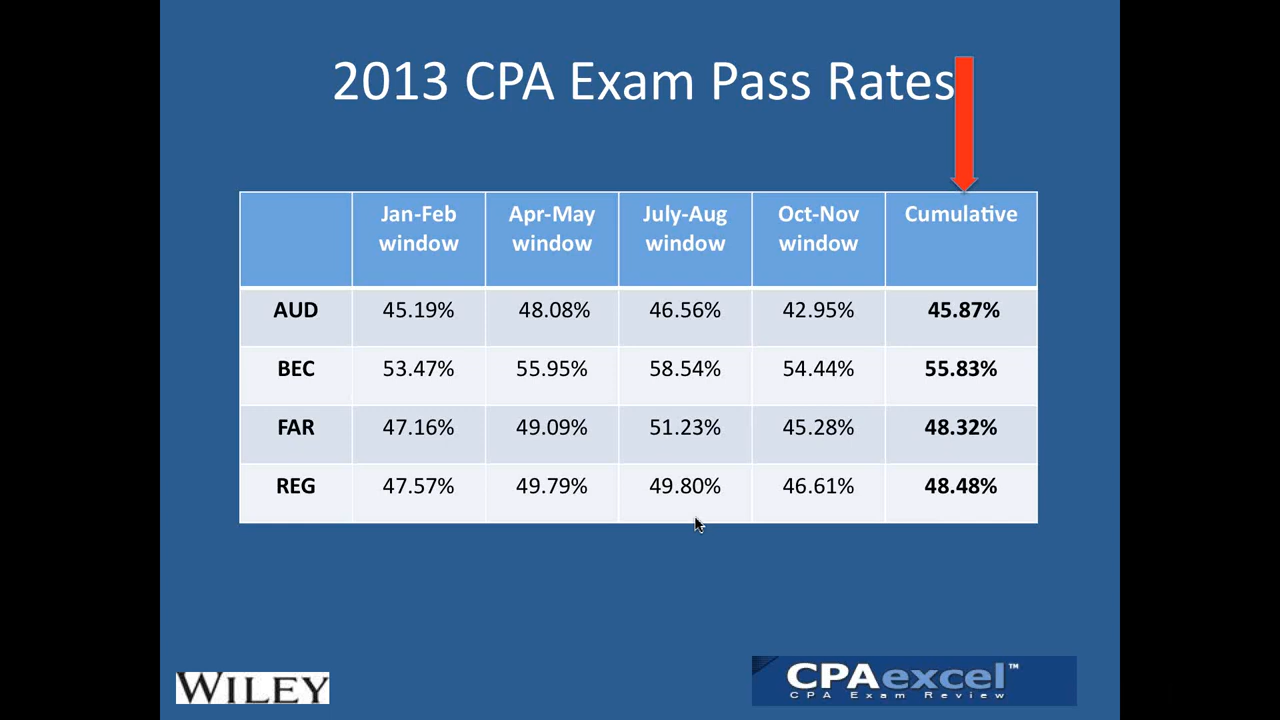 2013 CPA Exam Pass Rates
Jan-Feb window Apr-May window July-Aug window Oct-Nov window Cumulative
AUD 45.19% 48.08% 46.56% 42.95% 45.87%
BEC 53.47% 55.95% 58.54% 54.44% 55.83%
FAR 47.16% 49.09% 51.23% 45.28% 48.32%
REG 47.57% 49.79% 49.80% 46.61% 48.48%
WILEY
CPAexcel™
CPA Exam Review